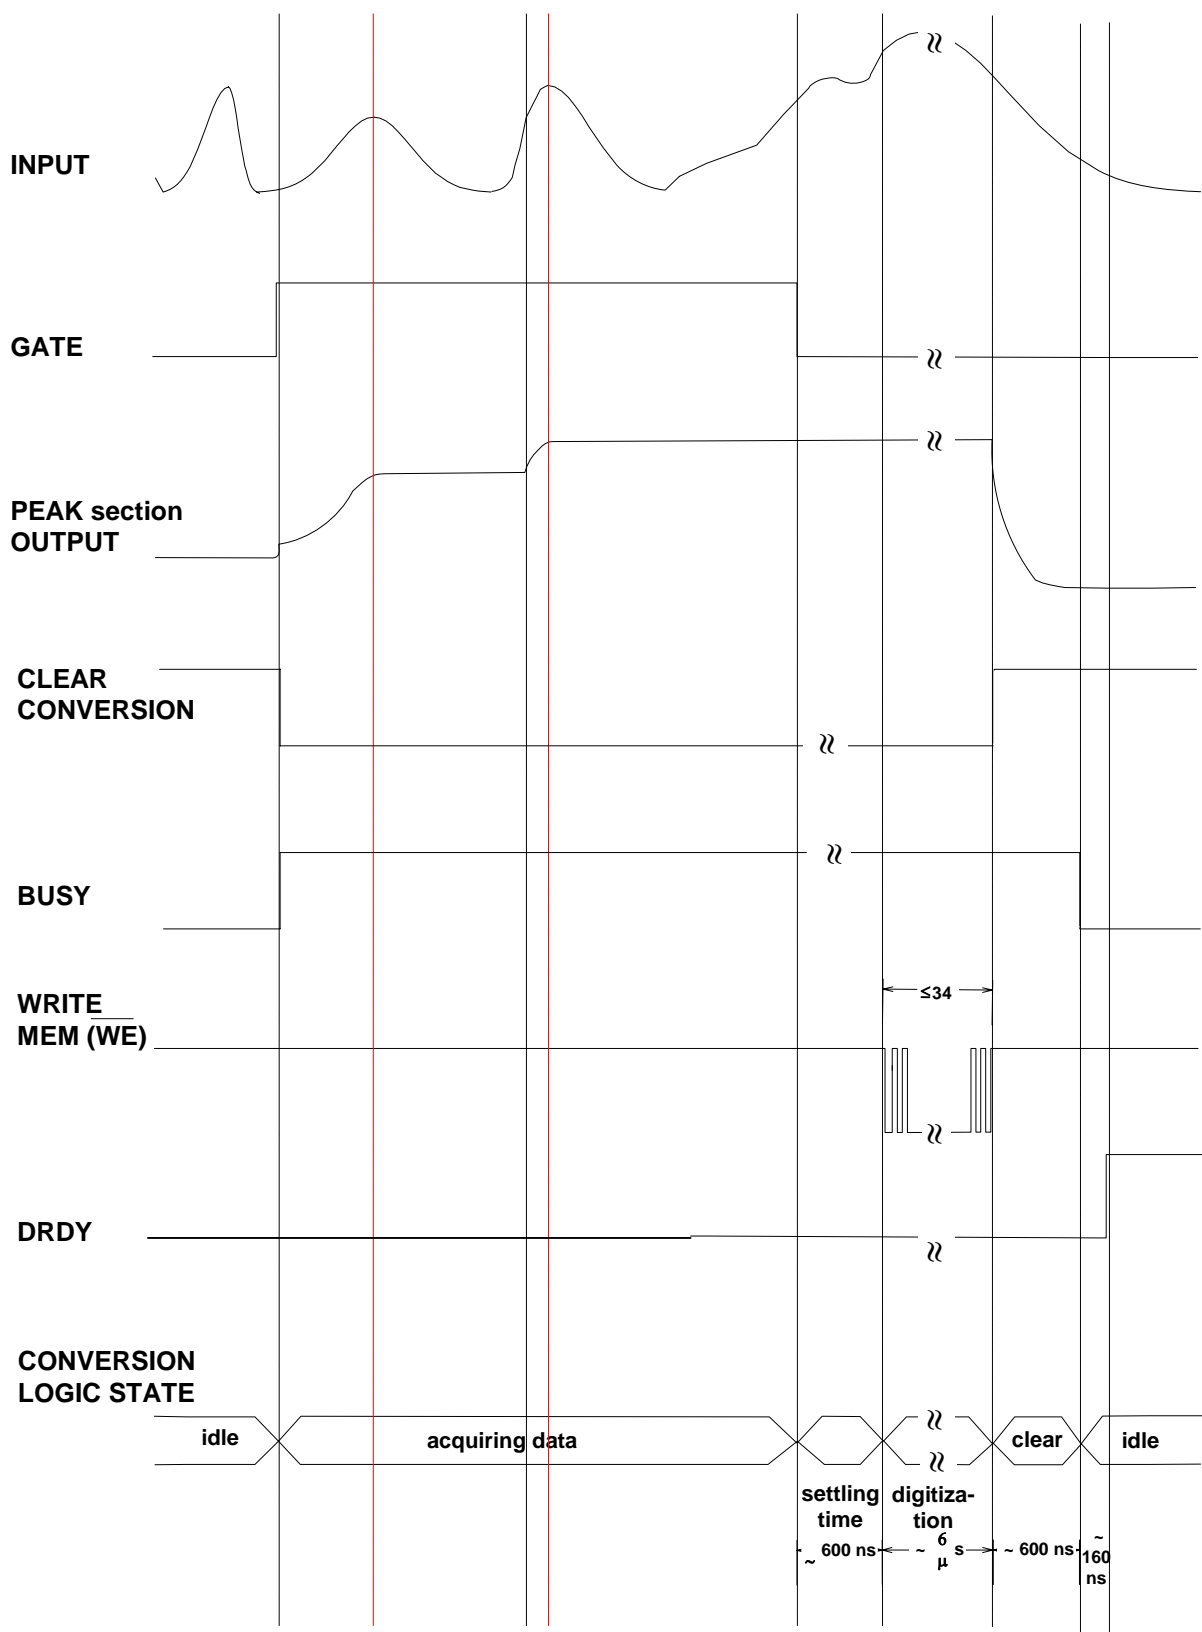 INPUT
GATE
PEAK section
OUTPUT
CLEAR
CONVERSION
BUSY
WRITE
MEM (WE)
≤34
DRDY
CONVERSION
LOGIC STATE
idle
acquiring data
clear
idle
settling
time
digitiza-
tion
~ 600 ns
~ 6 μ s
~ 600 ns
~
160
ns